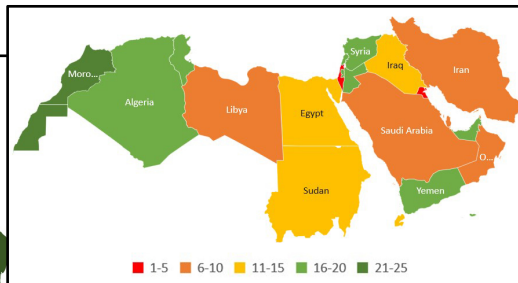 Syria
Moro...
Iraq
Iran
Algeria
Libya
Egypt
Saudi Arabia
O...
Sudan
Yemen
1-5 6-10 11-15 16-20 21-25